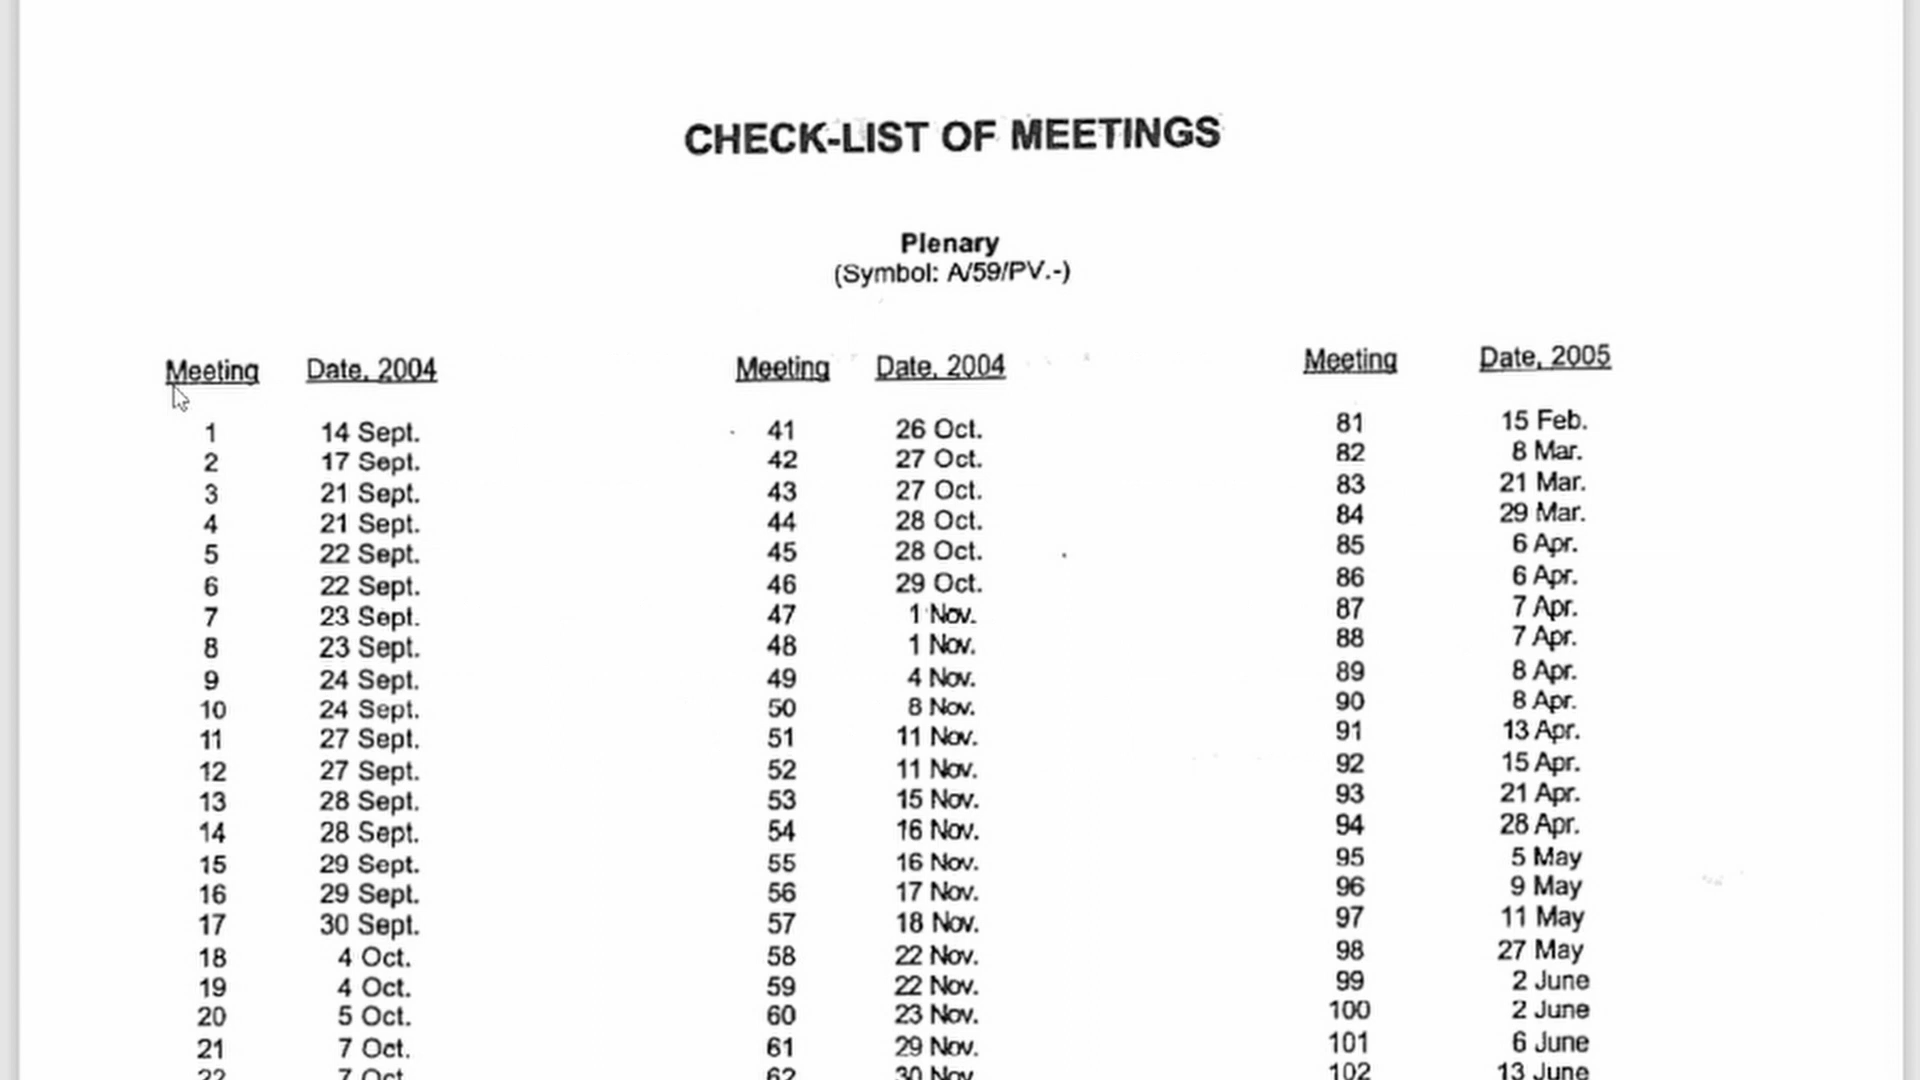 CHECK-LIST OF MEETINGS
Plenary
(Symbol: A/59/PV.-)
Meeting Date, 2004 Meeting Date, 2004 Meeting Date, 2005
1 14 Sept. 41 26 Oct. 81 15 Feb.
2 17 Sept. 42 27 Oct. 82 8 Mar.
3 21 Sept. 43 27 Oct. 83 21 Mar.
4 21 Sept. 44 28 Oct. 84 29 Mar.
5 22 Sept. 45 28 Oct. 85 6 Apr.
6 22 Sept. 46 29 Oct. 86 6 Apr.
7 23 Sept. 47 1 Nov. 87 7 Apr.
8 23 Sept. 48 1 Nov. 88 7 Apr.
9 24 Sept. 49 4 Nov. 89 8 Apr.
10 24 Sept. 50 8 Nov. 90 8 Apr.
11 27 Sept. 51 11 Nov. 91 13 Apr.
12 27 Sept. 52 11 Nov. 92 15 Apr.
13 28 Sept. 53 15 Nov. 93 21 Apr.
14 28 Sept. 54 16 Nov. 94 28 Apr.
15 29 Sept. 55 16 Nov. 95 5 May
16 29 Sept. 56 17 Nov. 96 9 May
17 30 Sept. 57 18 Nov. 97 11 May
18 4 Oct. 58 22 Nov. 98 27 May
19 4 Oct. 59 22 Nov. 99 2 June
20 5 Oct. 60 23 Nov. 100 2 June
21 7 Oct. 61 29 Nov. 101 6 June
22 7 Oct. 62 30 Nov. 102 13 June